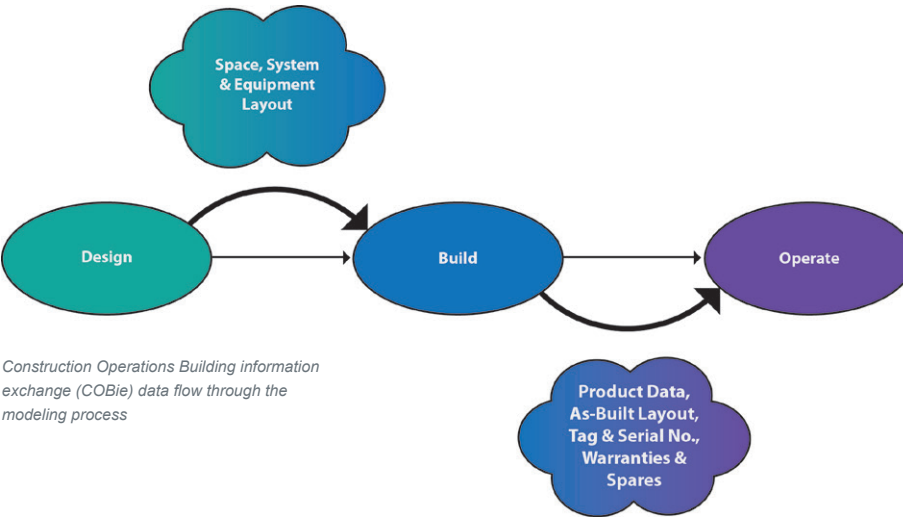 Space, System
& Equipment
Layout
Design
Build
Operate
Construction Operations Building information
exchange (COBie) data flow through the
modeling process
Product Data,
As-Built Layout,
Tag & Serial No.,
Warranties &
Spares